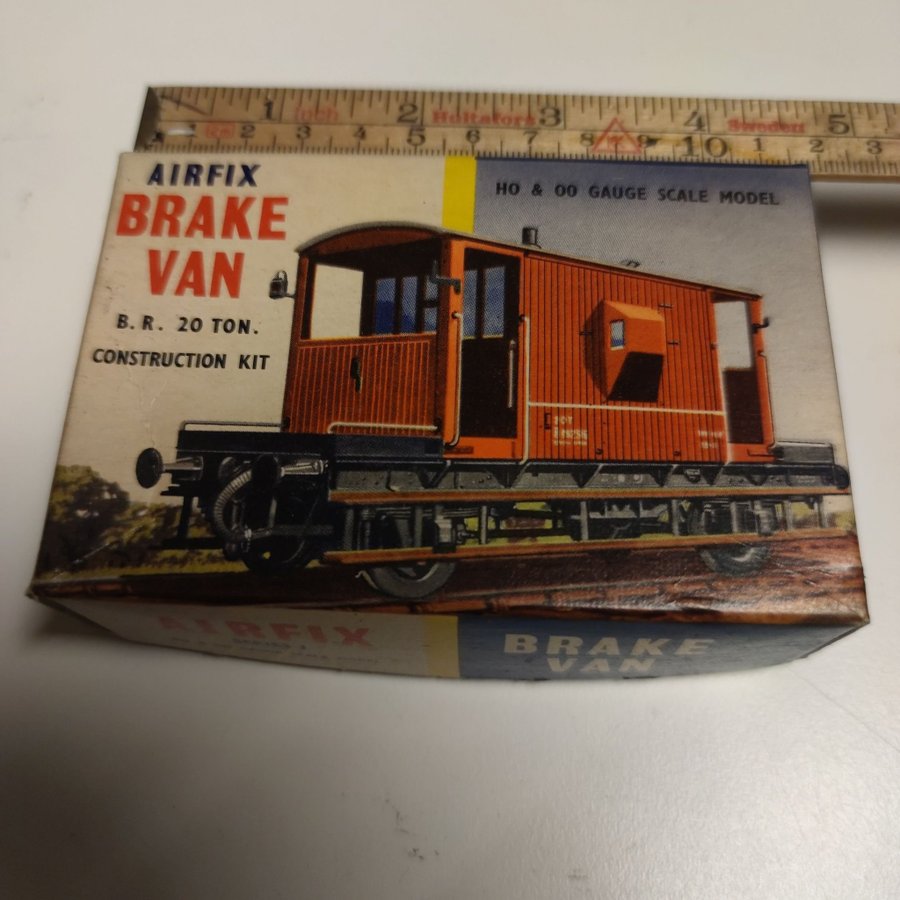 1 inch 2 Hultafors 3 4 Sweden 5
2 3 4 5 6 7 8 9 10 1 2 3
AIRFIX
BRAKE
VAN
B. R. 20 TON.
CONSTRUCTION KIT
HO & OO GAUGE SCALE MODEL
20T
AIRFIX
BRAKE
VAN